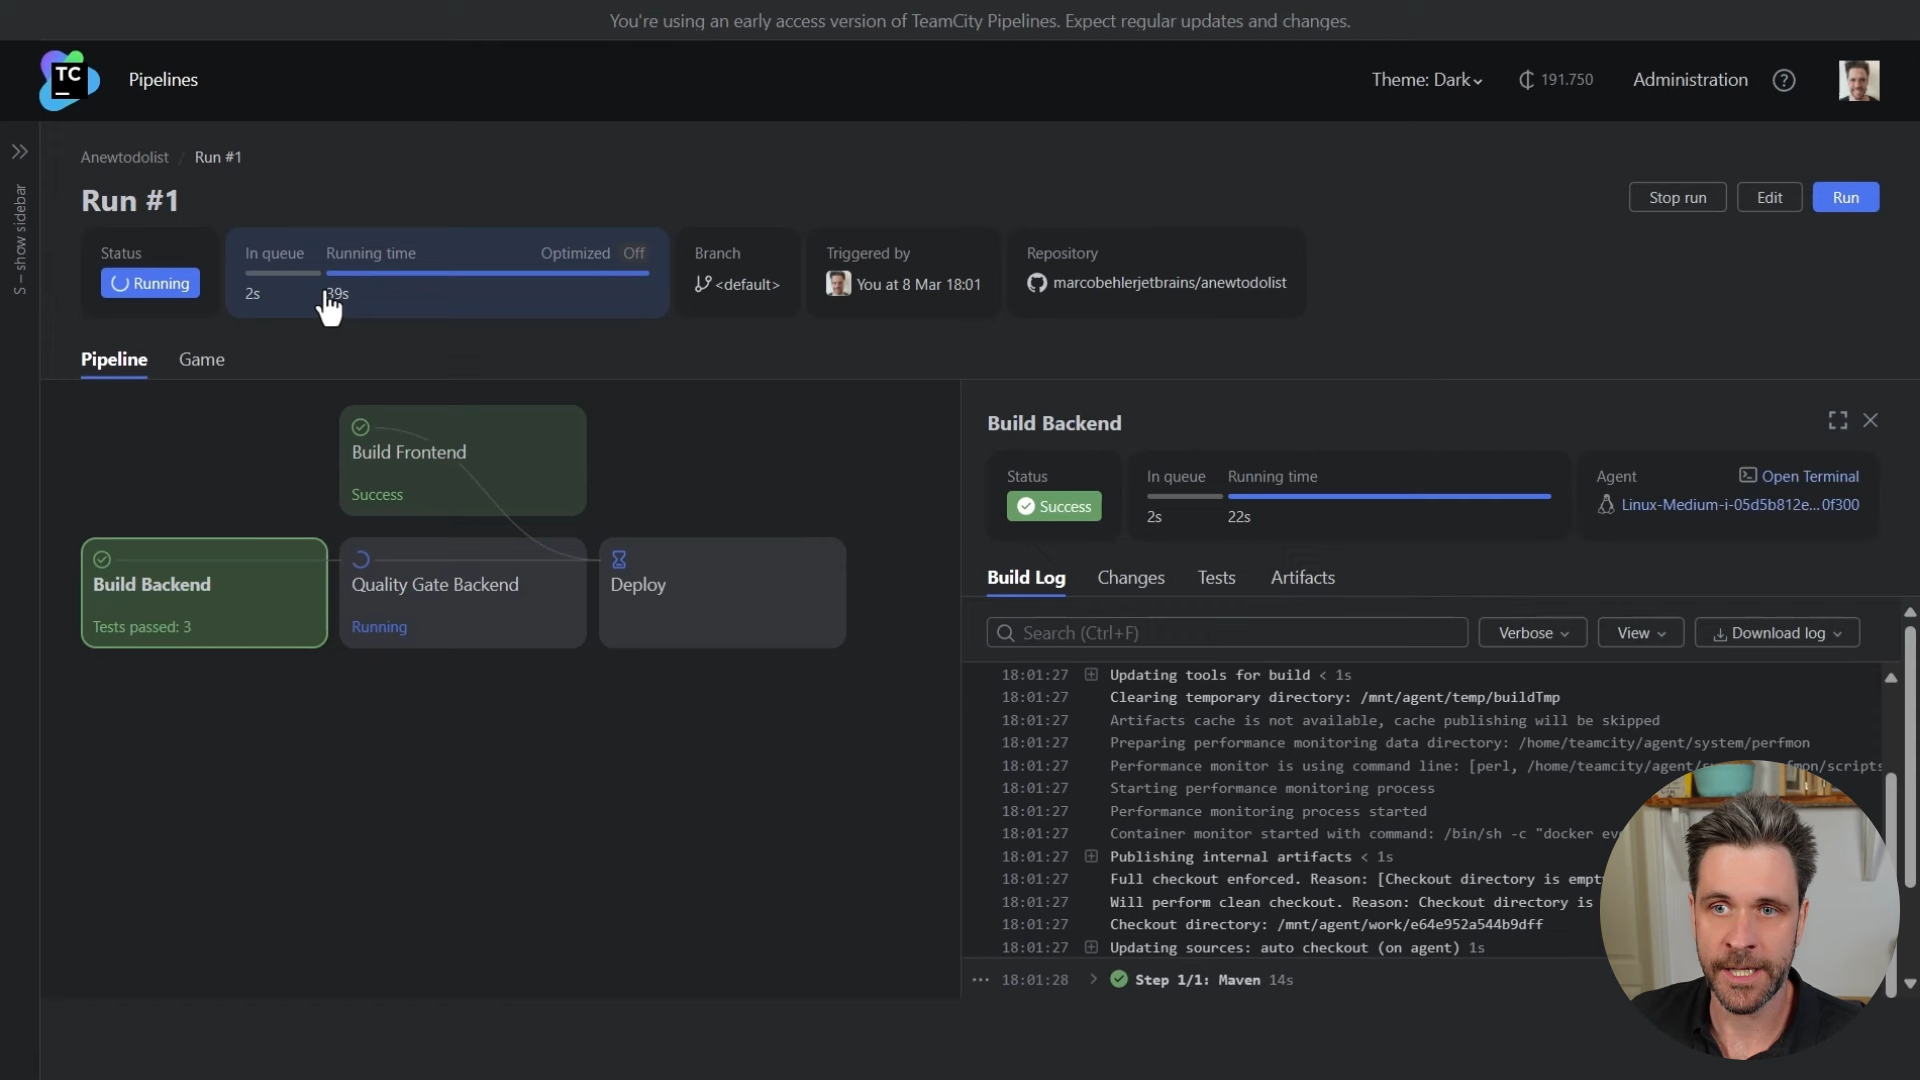 You're using an early access version of TeamCity Pipelines. Expect regular updates and changes.
TC
Pipelines
Theme: Dark
191.750
Administration
?
S – show sidebar
Anewtodolist / Run #1
Run #1
Stop run
Edit
Run
Status
Running
In queue
Running time
Optimized Off
2s
39s
Branch
<default>
Triggered by
You at 8 Mar 18:01
Repository
marcobehlerjetbrains/anewtodolist
Pipeline
Game
Build Frontend
Success
Build Backend
Tests passed: 3
Quality Gate Backend
Running
Deploy
Build Backend
Status
Success
In queue
Running time
2s
22s
Agent
Open Terminal
Linux-Medium-i-05d5b812e...0f300
Build Log
Changes
Tests
Artifacts
Search (Ctrl+F)
Verbose
View
Download log
18:01:27 Updating tools for build < 1s
18:01:27 Clearing temporary directory: /mnt/agent/temp/buildTmp
18:01:27 Artifacts cache is not available, cache publishing will be skipped
18:01:27 Preparing performance monitoring data directory: /home/teamcity/agent/system/perfmon
18:01:27 Performance monitor is using command line: [perl, /home/teamcity/agent/ fmon/scripts
18:01:27 Starting performance monitoring process
18:01:27 Performance monitoring process started
18:01:27 Container monitor started with command: /bin/sh -c "docker
18:01:27 Publishing internal artifacts < 1s
18:01:27 Full checkout enforced. Reason: [Checkout directory is
18:01:27 Will perform clean checkout. Reason: Checkout directory is
18:01:27 Checkout directory: /mnt/agent/work/e64e952a544b9dff
18:01:27 Updating sources: auto checkout (on agent) 1s
18:01:28 Step 1/1: Maven 14s